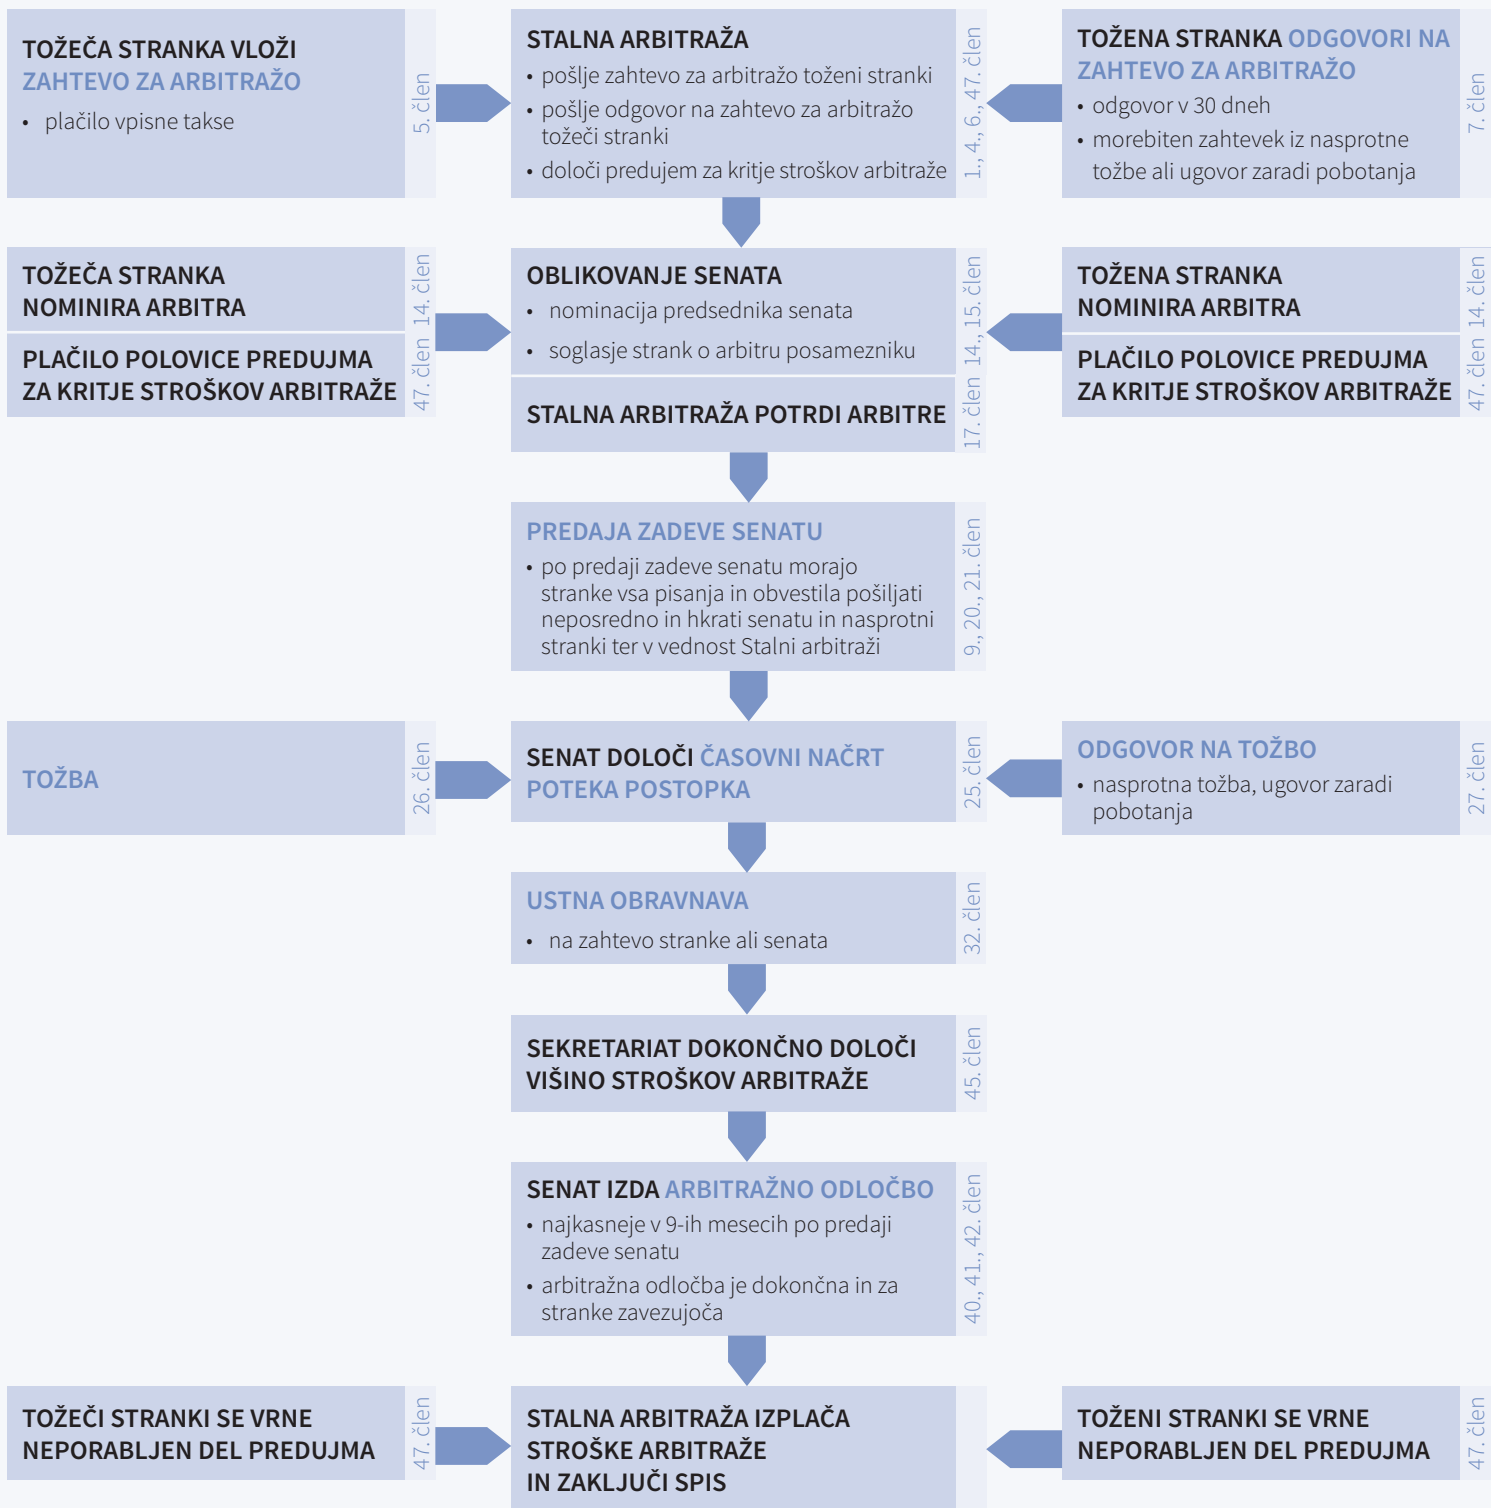 TOŽEČA STRANKA VLOŽI
ZAHTEVO ZA ARBITRAŽO
• plačilo vpisne takse
5. člen
STALNA ARBITRAŽA
• pošlje zahtevo za arbitražo toženi stranki
• pošlje odgovor na zahtevo za arbitražo
tožeči stranki
• določi predujem za kritje stroškov arbitraže
1., 4., 6., 47. člen
TOŽENA STRANKA ODGOVORI NA
ZAHTEVO ZA ARBITRAŽO
• odgovor v 30 dneh
• morebiten zahtevek iz nasprotne
tožbe ali ugovor zaradi pobotanja
7. člen
TOŽEČA STRANKA
NOMINIRA ARBITRA
14. člen
PLAČILO POLOVICE PREDUJMA
ZA KRITJE STROŠKOV ARBITRAŽE
47. člen
OBLIKOVANJE SENATA
• nominacija predsednika senata
• soglasje strank o arbitru posamezniku
14., 15. člen
STALNA ARBITRAŽA POTRDI ARBITRE
17. člen
TOŽENA STRANKA
NOMINIRA ARBITRA
14. člen
PLAČILO POLOVICE PREDUJMA
ZA KRITJE STROŠKOV ARBITRAŽE
47. člen
PREDAJA ZADEVE SENATU
• po predaji zadeve senatu morajo
stranke vsa pisanja in obvestila pošiljati
neposredno in hkrati senatu in nasprotni
stranki ter v vednost Stalni arbitraži
9., 20., 21. člen
TOŽBA
26. člen
SENAT DOLOČI ČASOVNI NAČRT
POTEKA POSTOPKA
25. člen
ODGOVOR NA TOŽBO
• nasprotna tožba, ugovor zaradi
pobotanja
27. člen
USTNA OBRAVNAVA
• na zahtevo stranke ali senata
32. člen
SEKRETARIAT DOKONČNO DOLOČI
VIŠINO STROŠKOV ARBITRAŽE
45. člen
SENAT IZDA ARBITRAŽNO ODLOČBO
• najkasneje v 9-ih mesecih po predaji
zadeve senatu
• arbitražna odločba je dokončna in za
stranke zavezujoča
40., 41., 42. člen
TOŽEČI STRANKI SE VRNE
NEPORABLJEN DEL PREDUJMA
47. člen
STALNA ARBITRAŽA IZPLAČA
STROŠKE ARBITRAŽE
IN ZAKLJUČI SPIS
TOŽENI STRANKI SE VRNE
NEPORABLJEN DEL PREDUJMA
47. člen